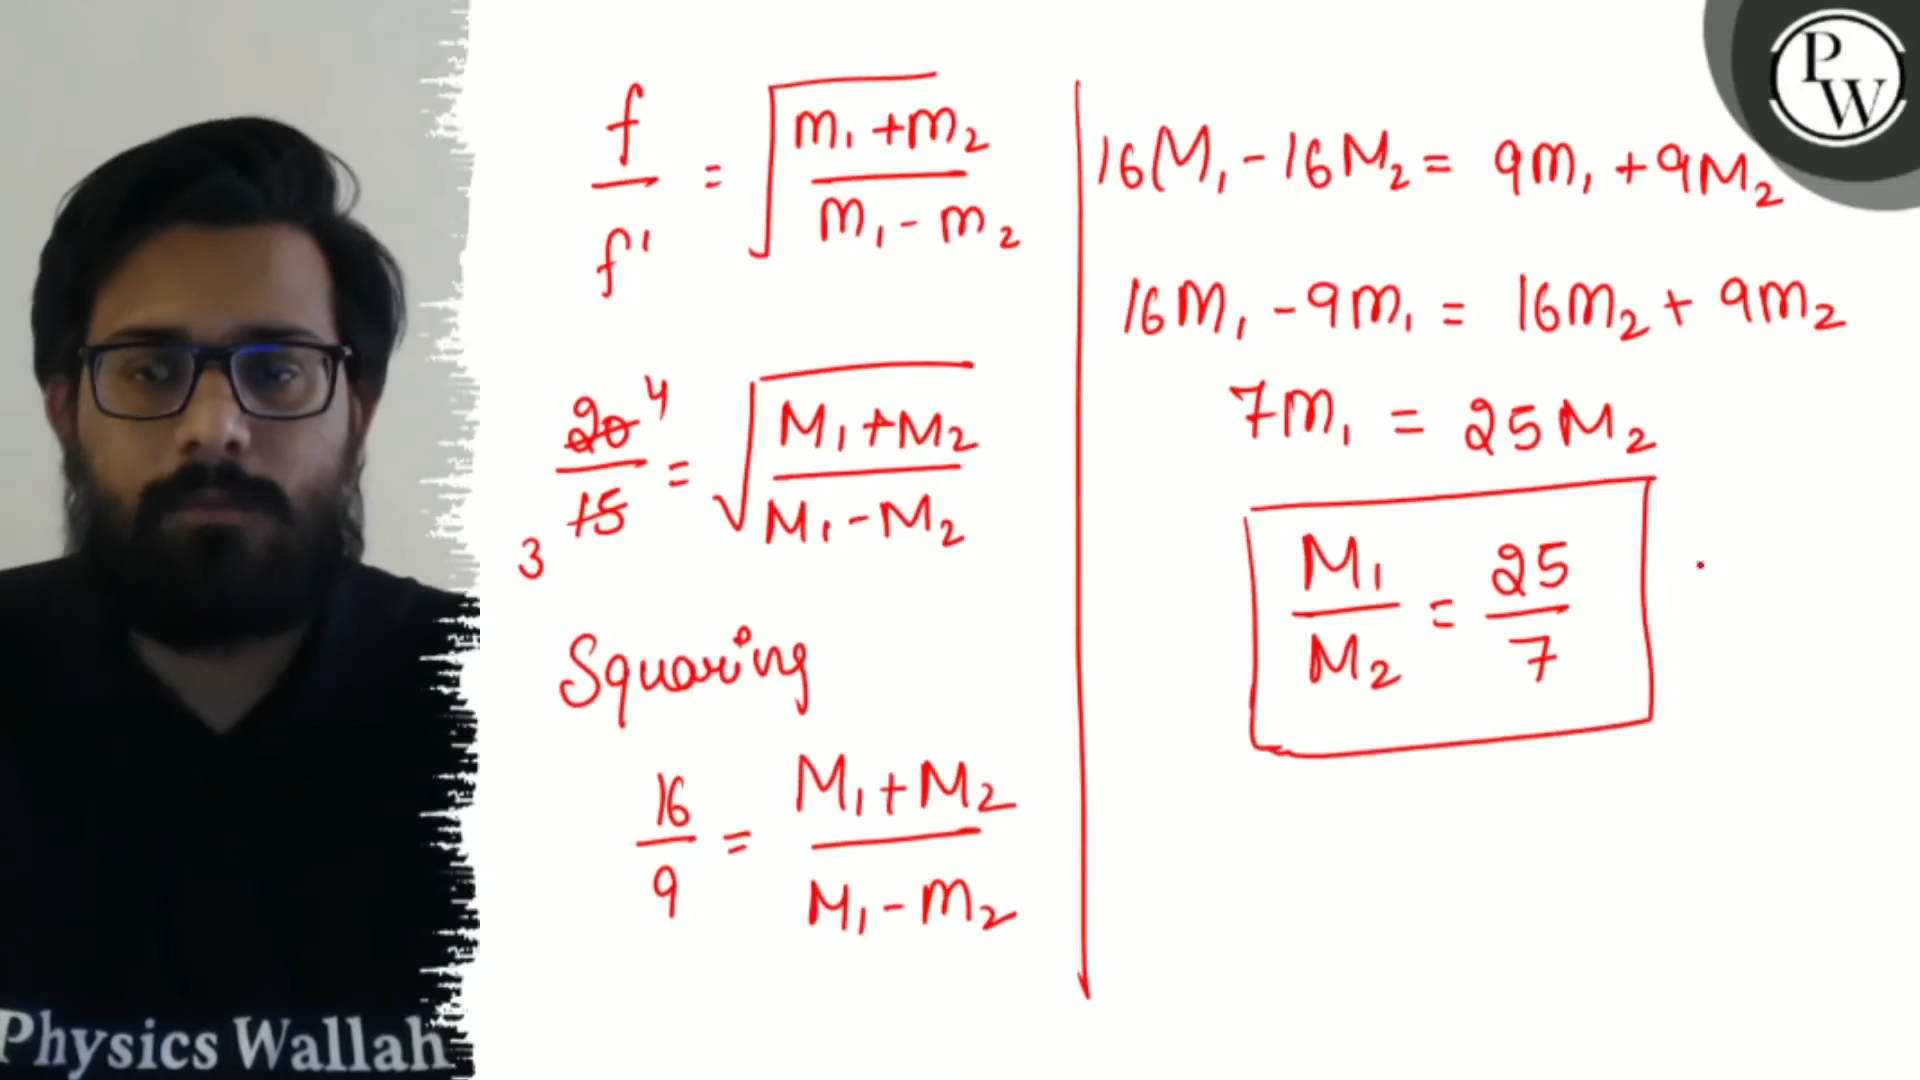 f/f' = √(m₁+m₂)/(m₁-m₂)
20/15 = √(M₁+M₂)/(M₁-M₂)
4
3
Squaring
16/9 = (M₁+M₂)/(M₁-m₂)
16M₁-16M₂ = 9m₁+9M₂
16M₁-9m₁ = 16m₂+9m₂
7m₁ = 25M₂
M₁/M₂ = 25/7
PW
Physics Wallah